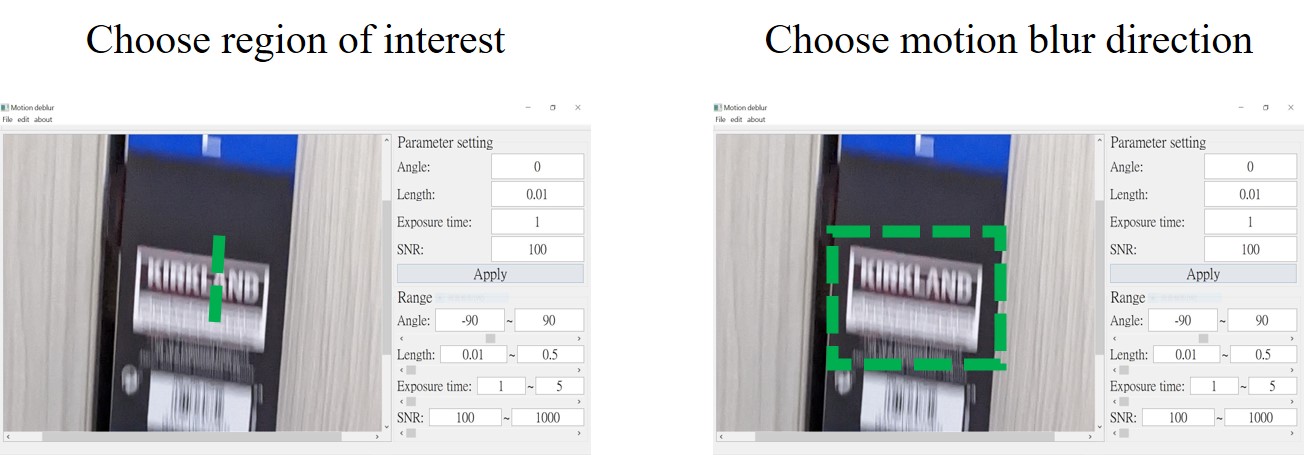 Choose region of interest
Choose motion blur direction
Motion deblur
File edit about
KIRKLAND
Parameter setting
Angle: 0
Length: 0.01
Exposure time: 1
SNR: 100
Apply
Range
Angle: -90 ~ 90
Length: 0.01 ~ 0.5
Exposure time: 1 ~ 5
SNR: 100 ~ 1000
Motion deblur
File edit about
KIRKLAND
Parameter setting
Angle: 0
Length: 0.01
Exposure time: 1
SNR: 100
Apply
Range
Angle: -90 ~ 90
Length: 0.01 ~ 0.5
Exposure time: 1 ~ 5
SNR: 100 ~ 1000